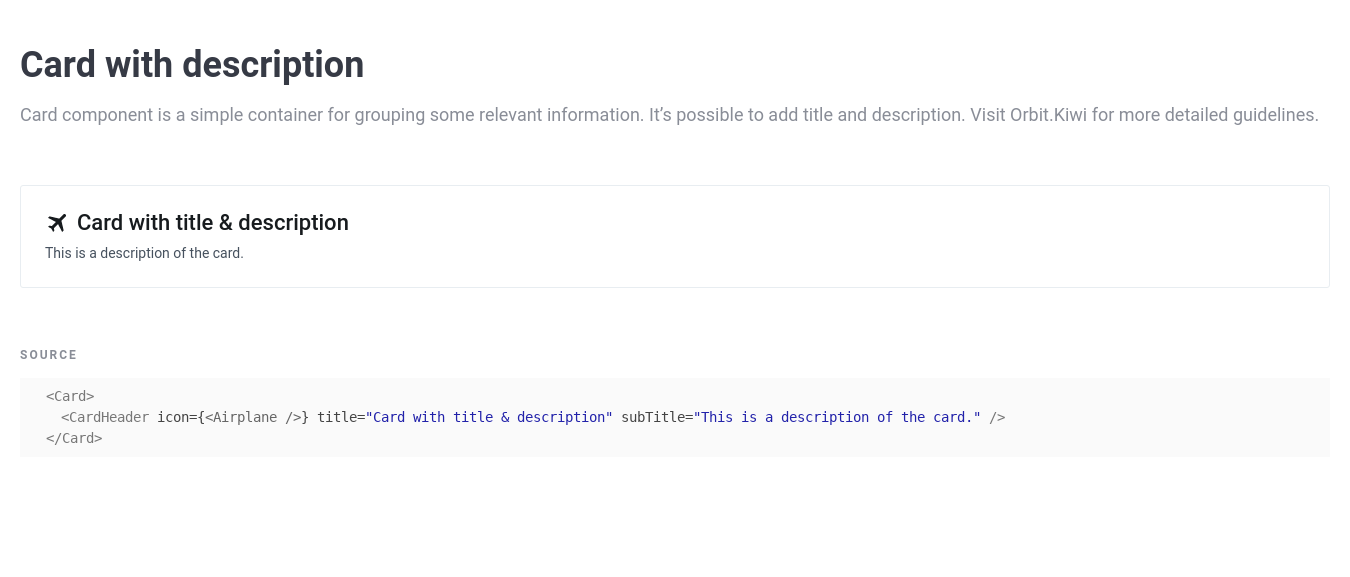 Card with description
Card component is a simple container for grouping some relevant information. It’s possible to add title and description. Visit Orbit.Kiwi for more detailed guidelines.
Card with title & description
This is a description of the card.
SOURCE
<Card>
<CardHeader icon={<Airplane />} title="Card with title & description" subTitle="This is a description of the card." />
</Card>